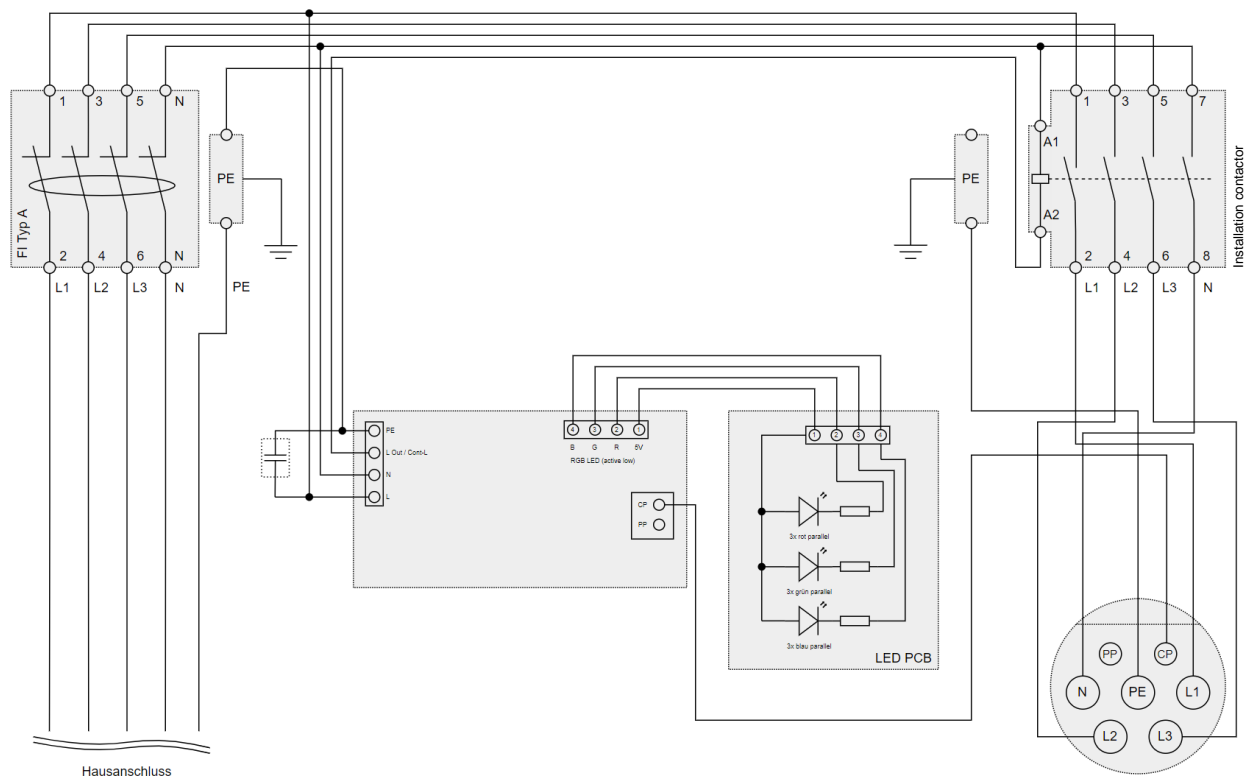 1 3 5 N
FI Typ A
2 4 6 N
L1 L2 L3 N PE
PE
PE
1 3 5 7
A1
A2
Installation contactor
2 4 6 8
L1 L2 L3 N
PE
L Out / Cont-L
N
L
4 3 2 1
B G R 5V
RGB LED (active low)
CP
PP
1 2 3 4
3x rot parallel
3x grün parallel
3x blau parallel
LED PCB
PP CP
N PE L1
L2 L3
Hausanschluss